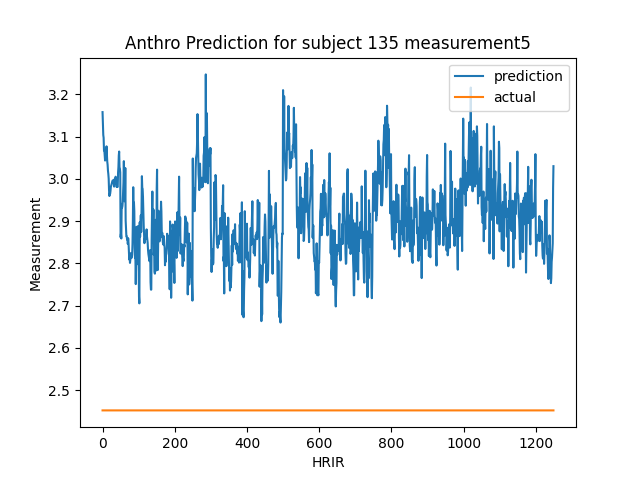 Anthro Prediction for subject 135 measurement5
prediction
actual
3.2
3.1
3.0
2.9
2.8
2.7
2.6
2.5
Measurement
0 200 400 600 800 1000 1200
HRIR